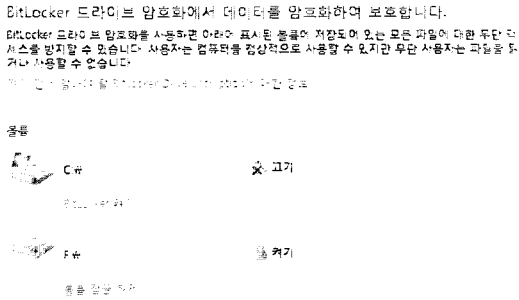 BitLocker 드라이브 암호화에서 데이터를 암호화하여 보호합니다.
BitLocker 드라이브 암호화를 사용하면 아래에 표시된 볼륨에 저장되어 있는 모든 파일에 대한 무단 액
세스를 방지할 수 있습니다. 사용자는 컴퓨터를 정상적으로 사용할 수 있지만 무단 사용자는 파일을 읽
거나 사용할 수 없습니다.
볼륨
C:₩ 끄기
F:₩ 켜기